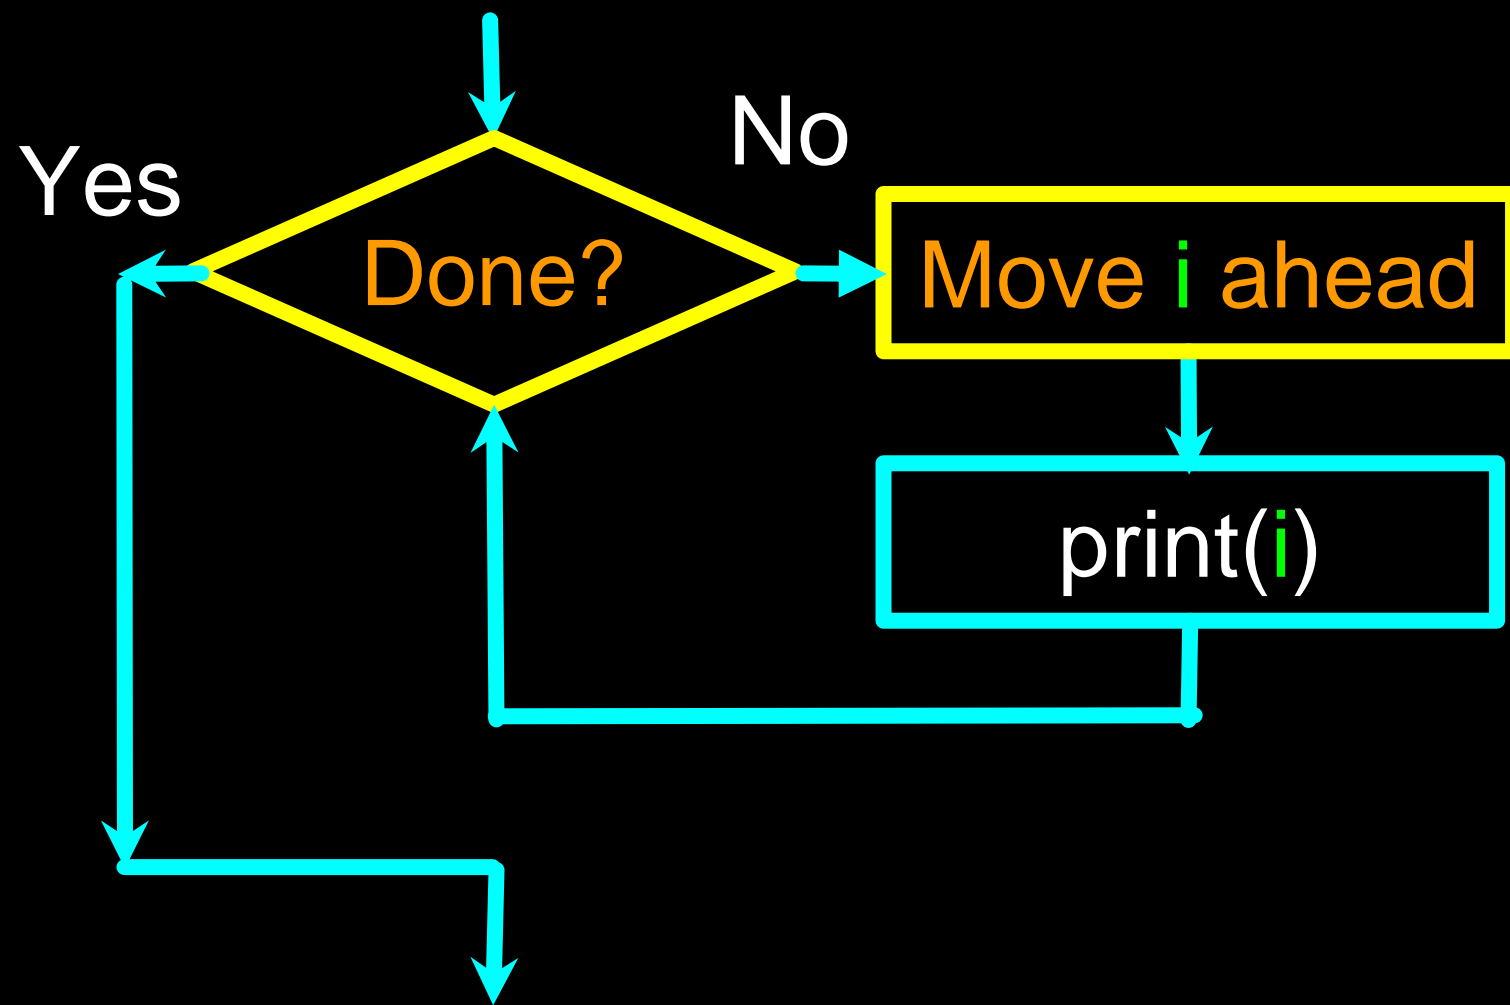 No
Yes
Done?
Move i ahead
print(i)